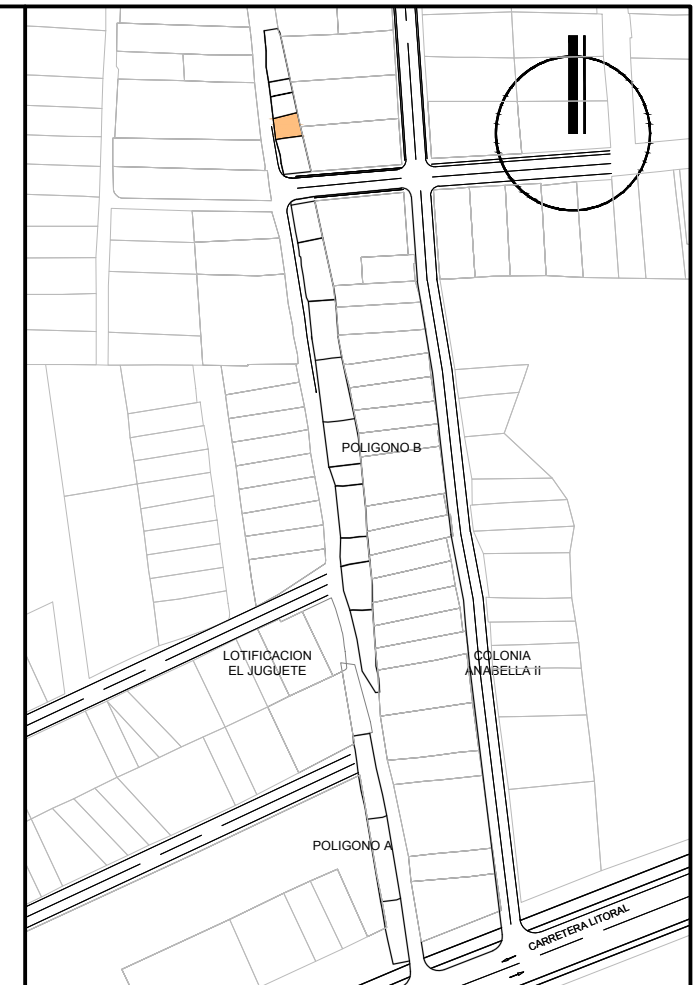 POLIGONO B
LOTIFICACION
EL JUGUETE
COLONIA
ANABELLA II
POLIGONO A
CARRETERA LITORAL